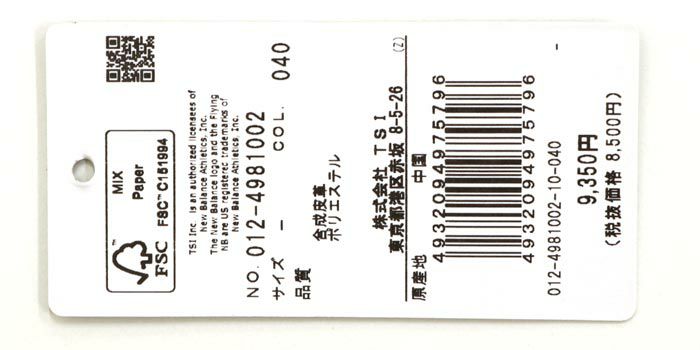 MIX
Paper
FSC™ C151994
FSC
TSI Inc. is an authorized licensees of
New Balance Athletics, Inc.
The New Balance logo and the Flying
NB are US registered trademarks of
New Balance Athletics, Inc.
NO. 012-4981002
サイズ - COL. 040
品質 合成皮革
ポリエステル
株式会社 TSI
東京都港区赤坂 8-5-26 (Z)
原産地 中国
4932094975796
4932094975796
012-4981002-10-040 -
9,350円
(税抜価格 8,500円)